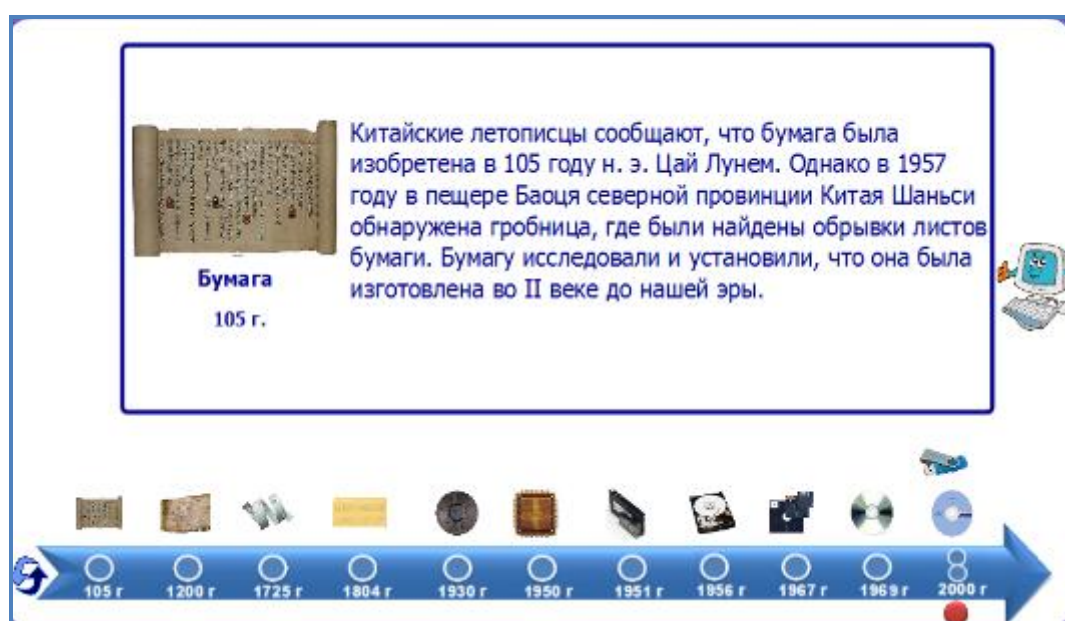 Китайские летописцы сообщают, что бумага была
изобретена в 105 году н. э. Цай Лунем. Однако в 1957
году в пещере Баоця северной провинции Китая Шаньси
обнаружена гробница, где были найдены обрывки листов
бумаги. Бумагу исследовали и установили, что она была
изготовлена во II веке до нашей эры.
Бумага
105 г.
105 г 1200 г 1725 г 1804 г 1930 г 1950 г 1951 г 1956 г 1967 г 1969 г 2000 г